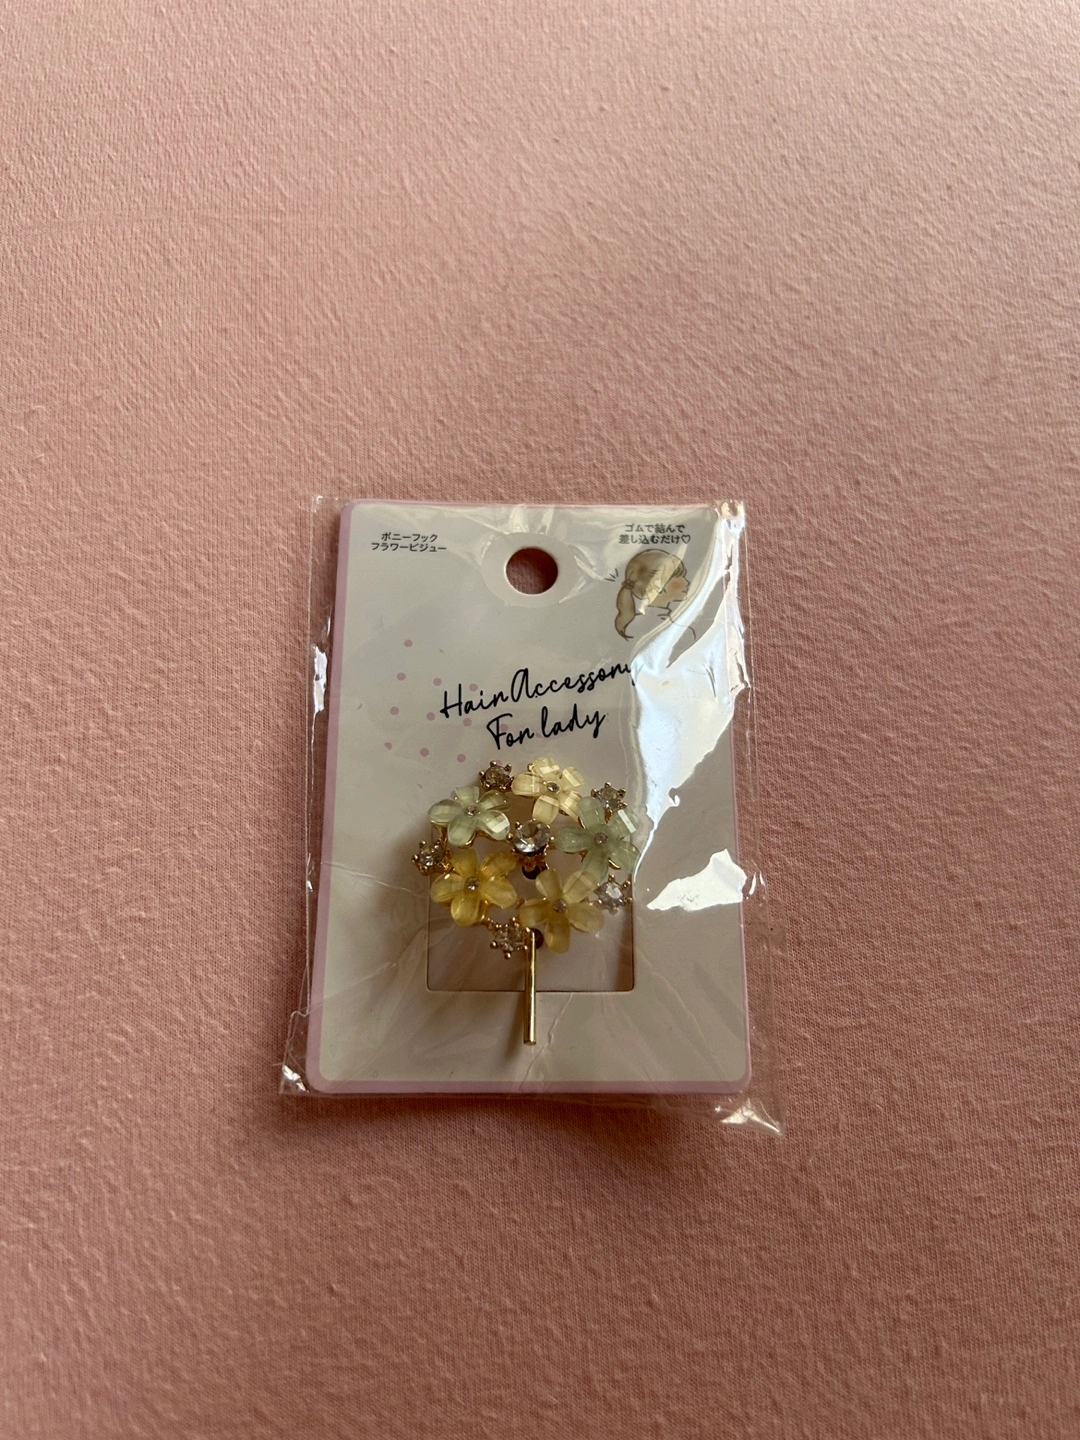 ポニーフック
フラワービジュー
ゴムで結んで
差し込むだけ♡
Hair Accessory
For lady